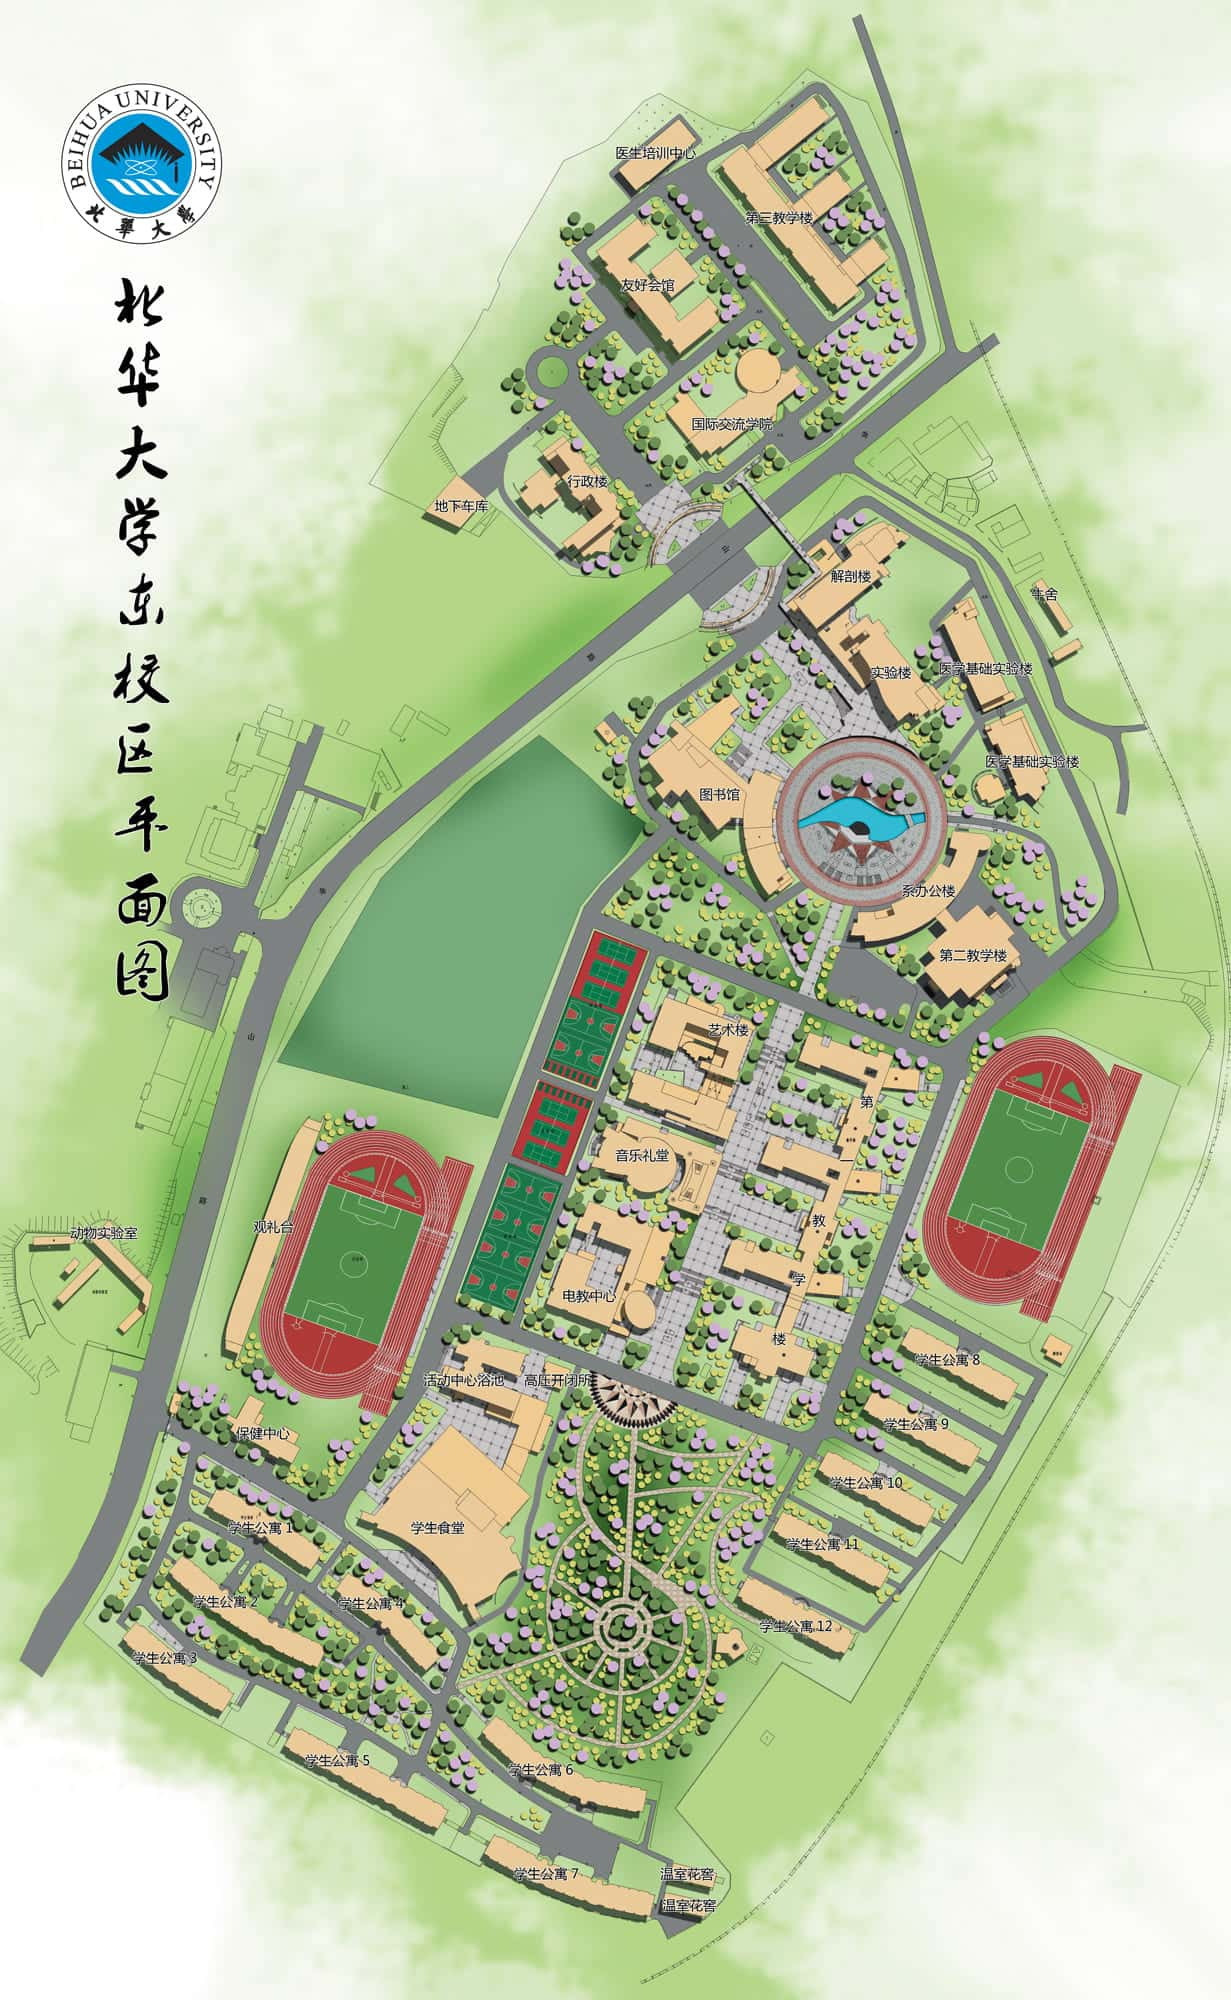 BEIHUA UNIVERSITY
北華大學
北华大学东校区平面图
医生培训中心
第三教学楼
友好会馆
国际交流学院
行政楼
地下车库
山
路
华
山
路
解剖楼
牛舍
实验楼
医学基础实验楼
医学基础实验楼
图书馆
系办公楼
第二教学楼
艺术楼
第一教学楼
音乐礼堂
电教中心
观礼台
动物实验室
活动中心浴池
高压开闭所
保健中心
学生食堂
学生公寓 1
学生公寓 2
学生公寓 3
学生公寓 4
学生公寓 5
学生公寓 6
学生公寓 7
学生公寓 8
学生公寓 9
学生公寓 10
学生公寓 11
学生公寓 12
温室花窖
温室花窖